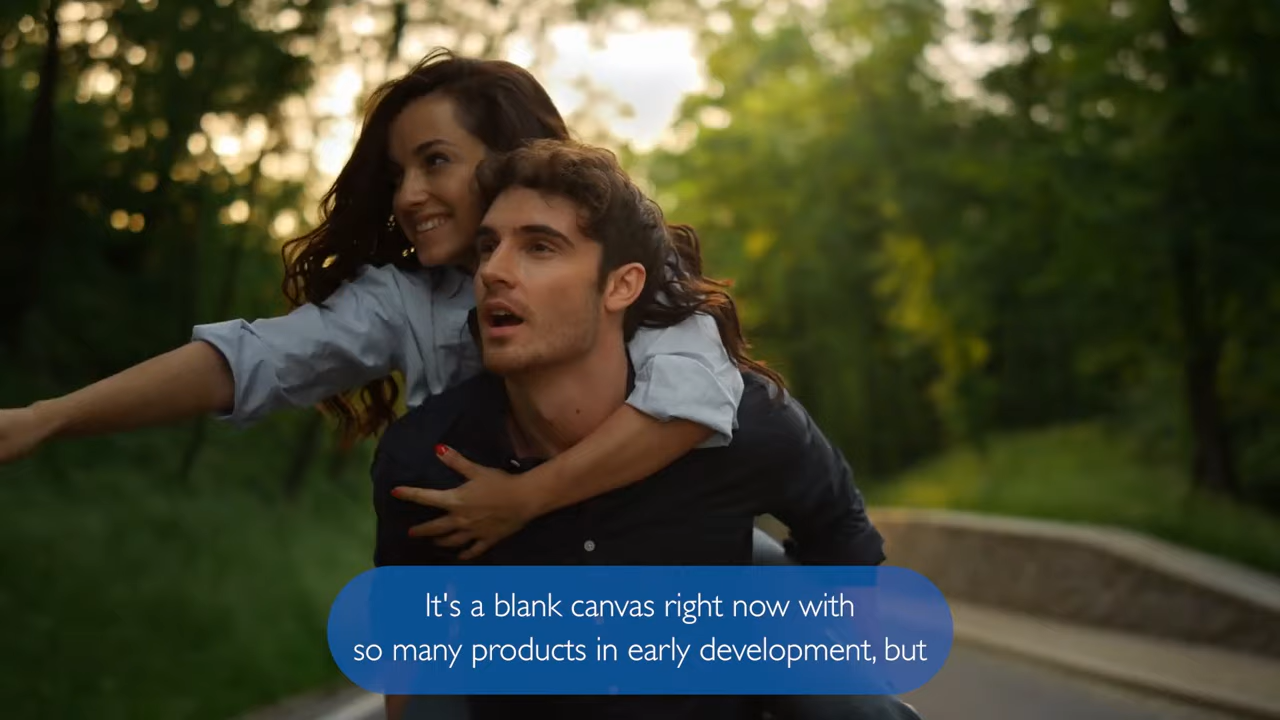 It's a blank canvas right now with
so many products in early development, but